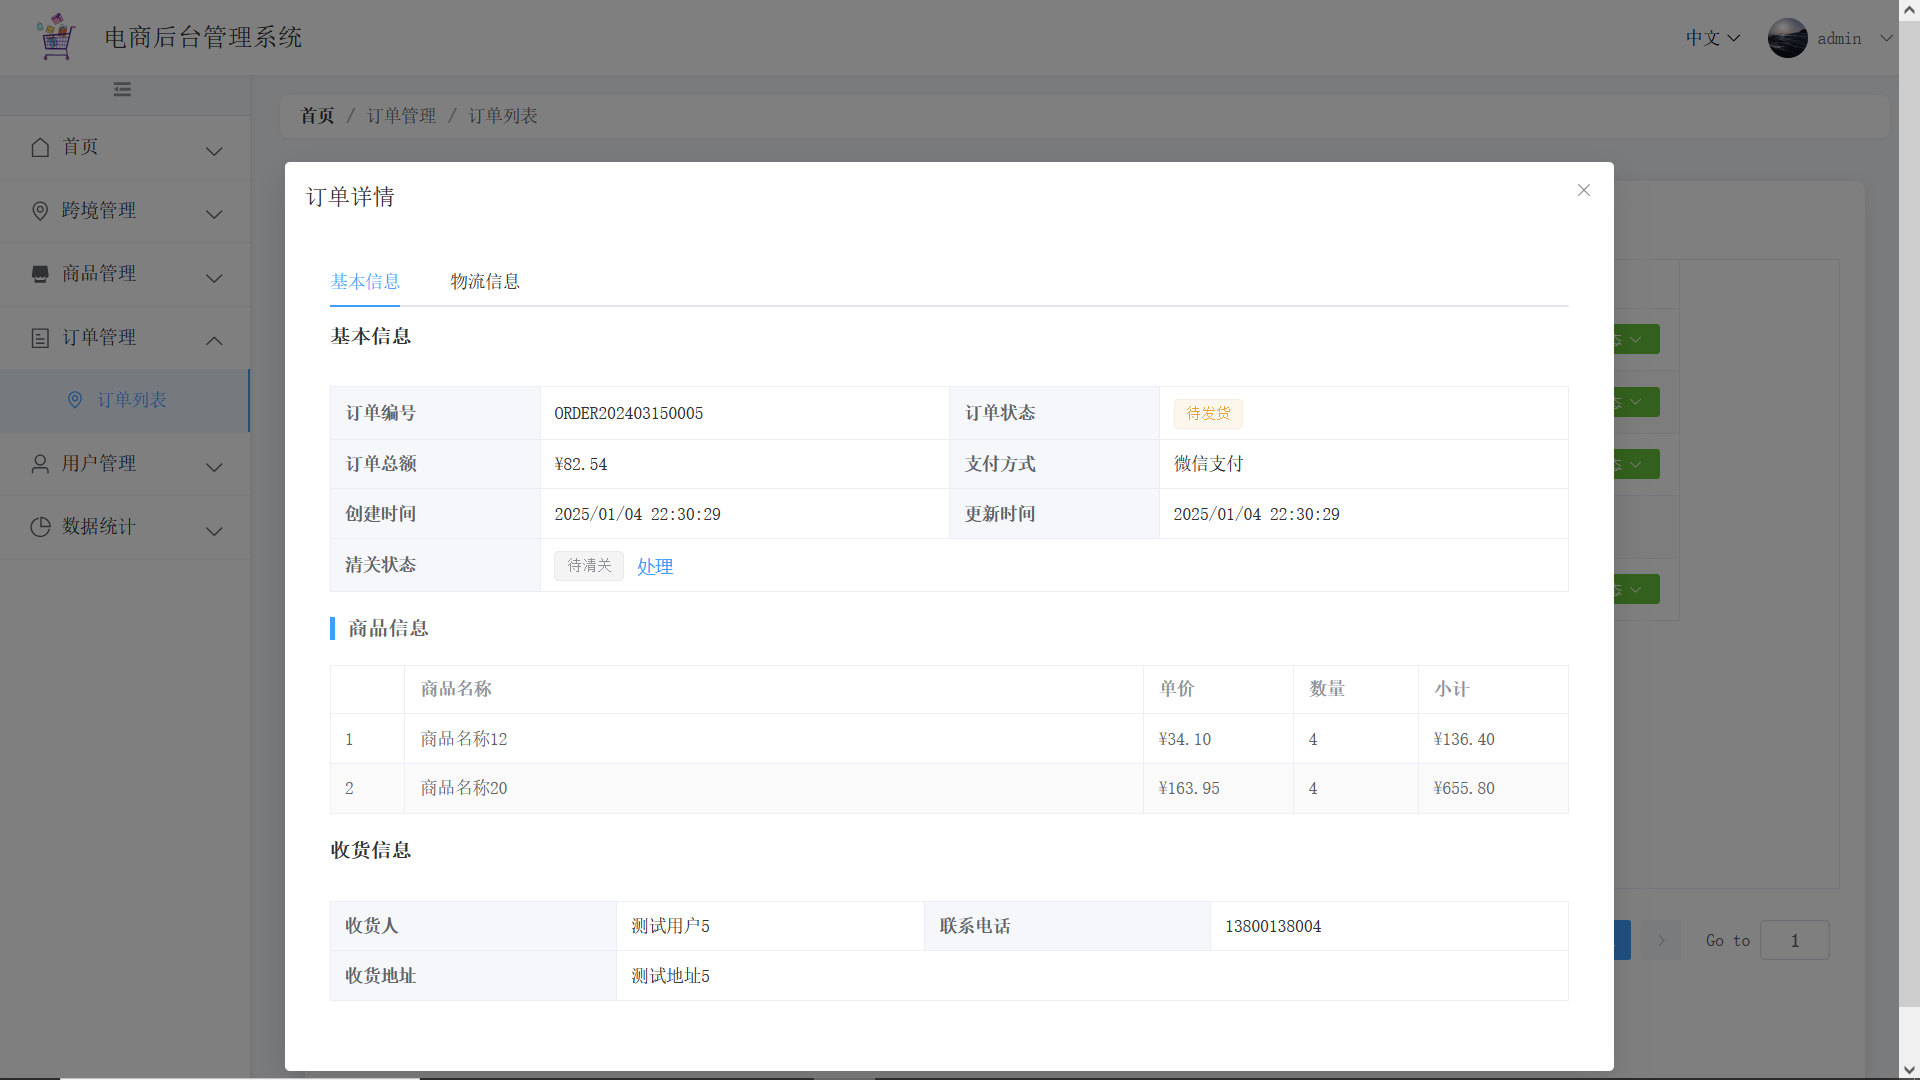 电商后台管理系统
中文
admin
首页 / 订单管理 / 订单列表
首页
跨境管理
商品管理
订单管理
订单列表
用户管理
数据统计
订单详情
基本信息 物流信息
基本信息
订单编号 ORDER202403150005 订单状态 待发货
订单总额 ¥82.54 支付方式 微信支付
创建时间 2025/01/04 22:30:29 更新时间 2025/01/04 22:30:29
清关状态 待清关 处理
商品信息
商品名称 单价 数量 小计
1 商品名称12 ¥34.10 4 ¥136.40
2 商品名称20 ¥163.95 4 ¥655.80
收货信息
收货人 测试用户5 联系电话 13800138004
收货地址 测试地址5
Go to 1